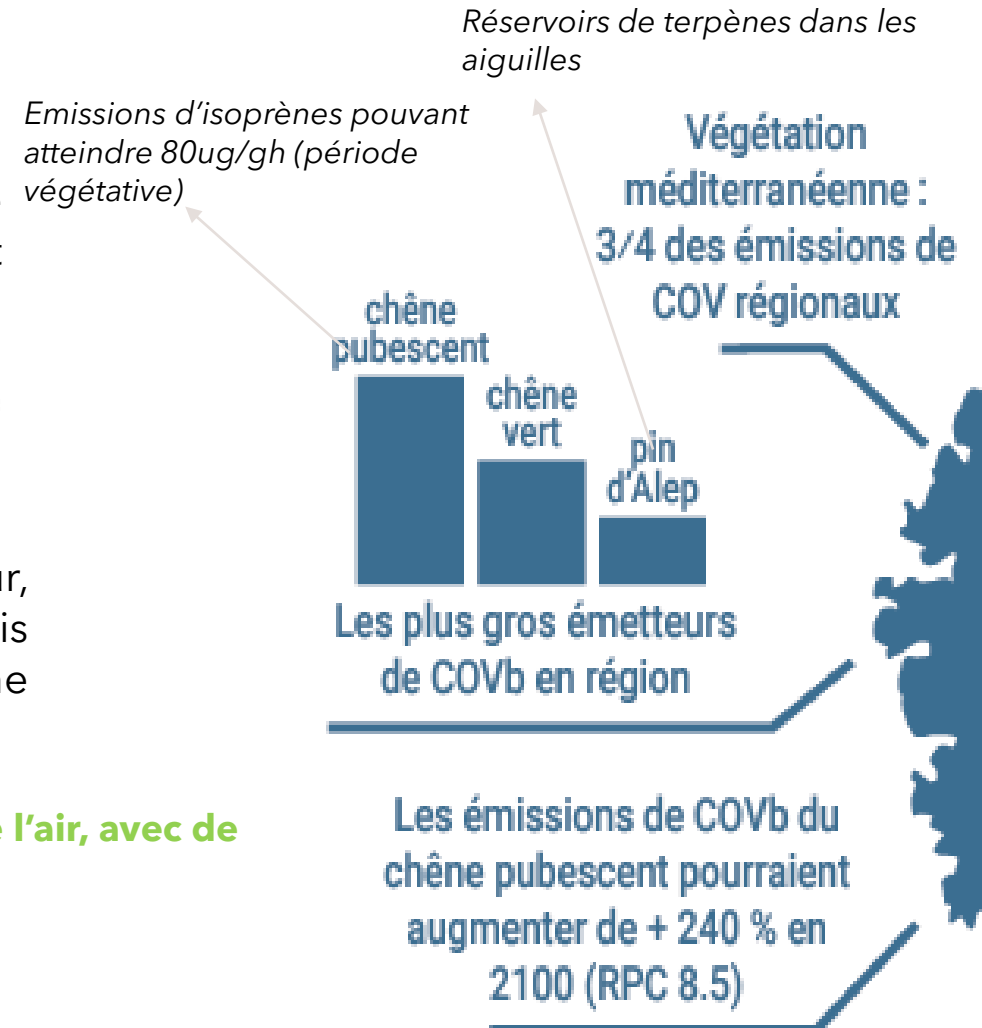 Réservoirs de terpènes dans les
aiguilles
Emissions d’isoprènes pouvant
atteindre 80ug/gh (période
végétative)
Végétation
méditerranéenne :
3/4 des émissions de
COV régionaux
chêne
pubescent
chêne
vert
pin
d'Alep
Les plus gros émetteurs
de COVb en région
l’air, avec de
Les émissions de COVb du
chêne pubescent pourraient
augmenter de + 240 % en
2100 (RPC 8.5)